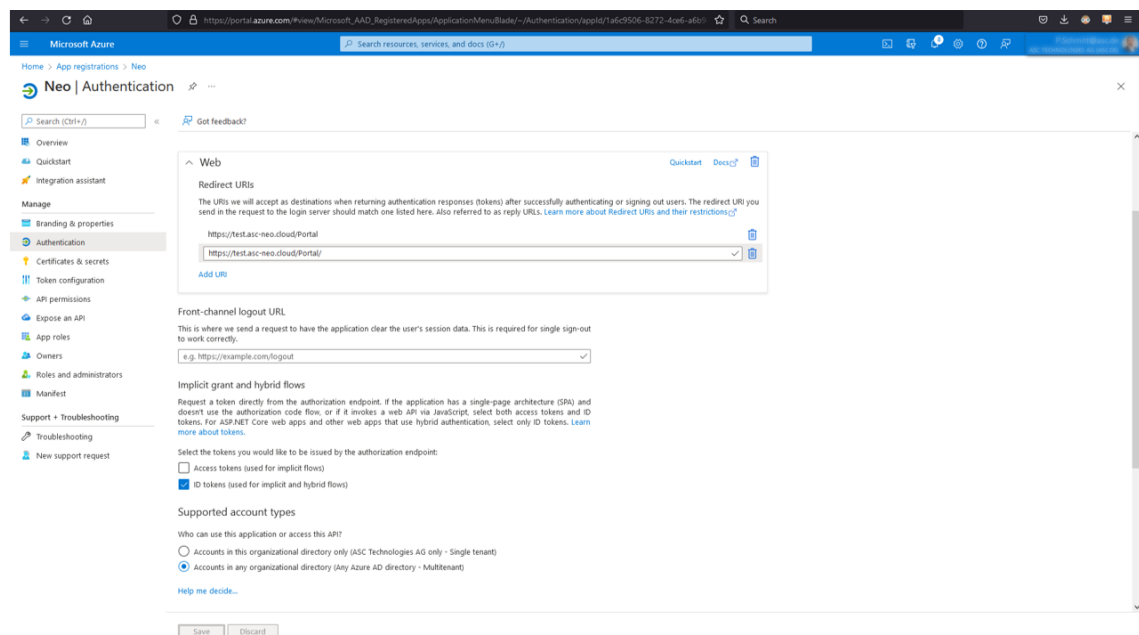 https://portal.azure.com/#view/Microsoft_AAD_RegisteredApps/ApplicationMenuBlade/~/Authentication/appId/1a6c9506-8272-4ce6-a6b9
Search
Microsoft Azure
Search resources, services, and docs (G+/)
Home > App registrations > Neo
Neo | Authentication
Search (Ctrl+/)
Got feedback?
Overview
Quickstart
Integration assistant
Manage
Branding & properties
Authentication
Certificates & secrets
Token configuration
API permissions
Expose an API
App roles
Owners
Roles and administrators
Manifest
Support + Troubleshooting
Troubleshooting
New support request
Web
Quickstart Docs
Redirect URIs
The URIs we will accept as destinations when returning authentication responses (tokens) after successfully authenticating or signing out users. The redirect URI you
send in the request to the login server should match one listed here. Also referred to as reply URLs. Learn more about Redirect URIs and their restrictions
https://test.asc-neo.cloud/Portal
https://test.asc-neo.cloud/Portal/
Add URI
Front-channel logout URL
This is where we send a request to have the application clear the user's session data. This is required for single sign-out
to work correctly.
e.g. https://example.com/logout
Implicit grant and hybrid flows
Request a token directly from the authorization endpoint. If the application has a single-page architecture (SPA) and
doesn't use the authorization code flow, or if it invokes a web API via JavaScript, select both access tokens and ID
tokens. For ASP.NET Core web apps and other web apps that use hybrid authentication, select only ID tokens. Learn
more about tokens.
Select the tokens you would like to be issued by the authorization endpoint:
Access tokens (used for implicit flows)
ID tokens (used for implicit and hybrid flows)
Supported account types
Who can use this application or access this API?
Accounts in this organizational directory only (ASC Technologies AG only - Single tenant)
Accounts in any organizational directory (Any Azure AD directory - Multitenant)
Help me decide...
Save Discard